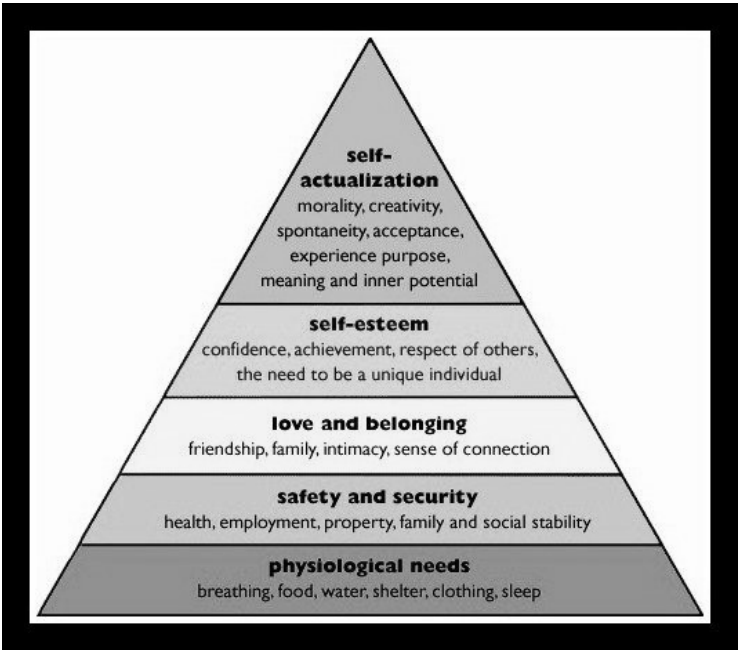 self-
actualization
morality, creativity,
spontaneity, acceptance,
experience purpose,
meaning and inner potential
self-esteem
confidence, achievement, respect of others,
the need to be a unique individual
love and belonging
friendship, family, intimacy, sense of connection
safety and security
health, employment, property, family and social stability
physiological needs
breathing, food, water, shelter, clothing, sleep